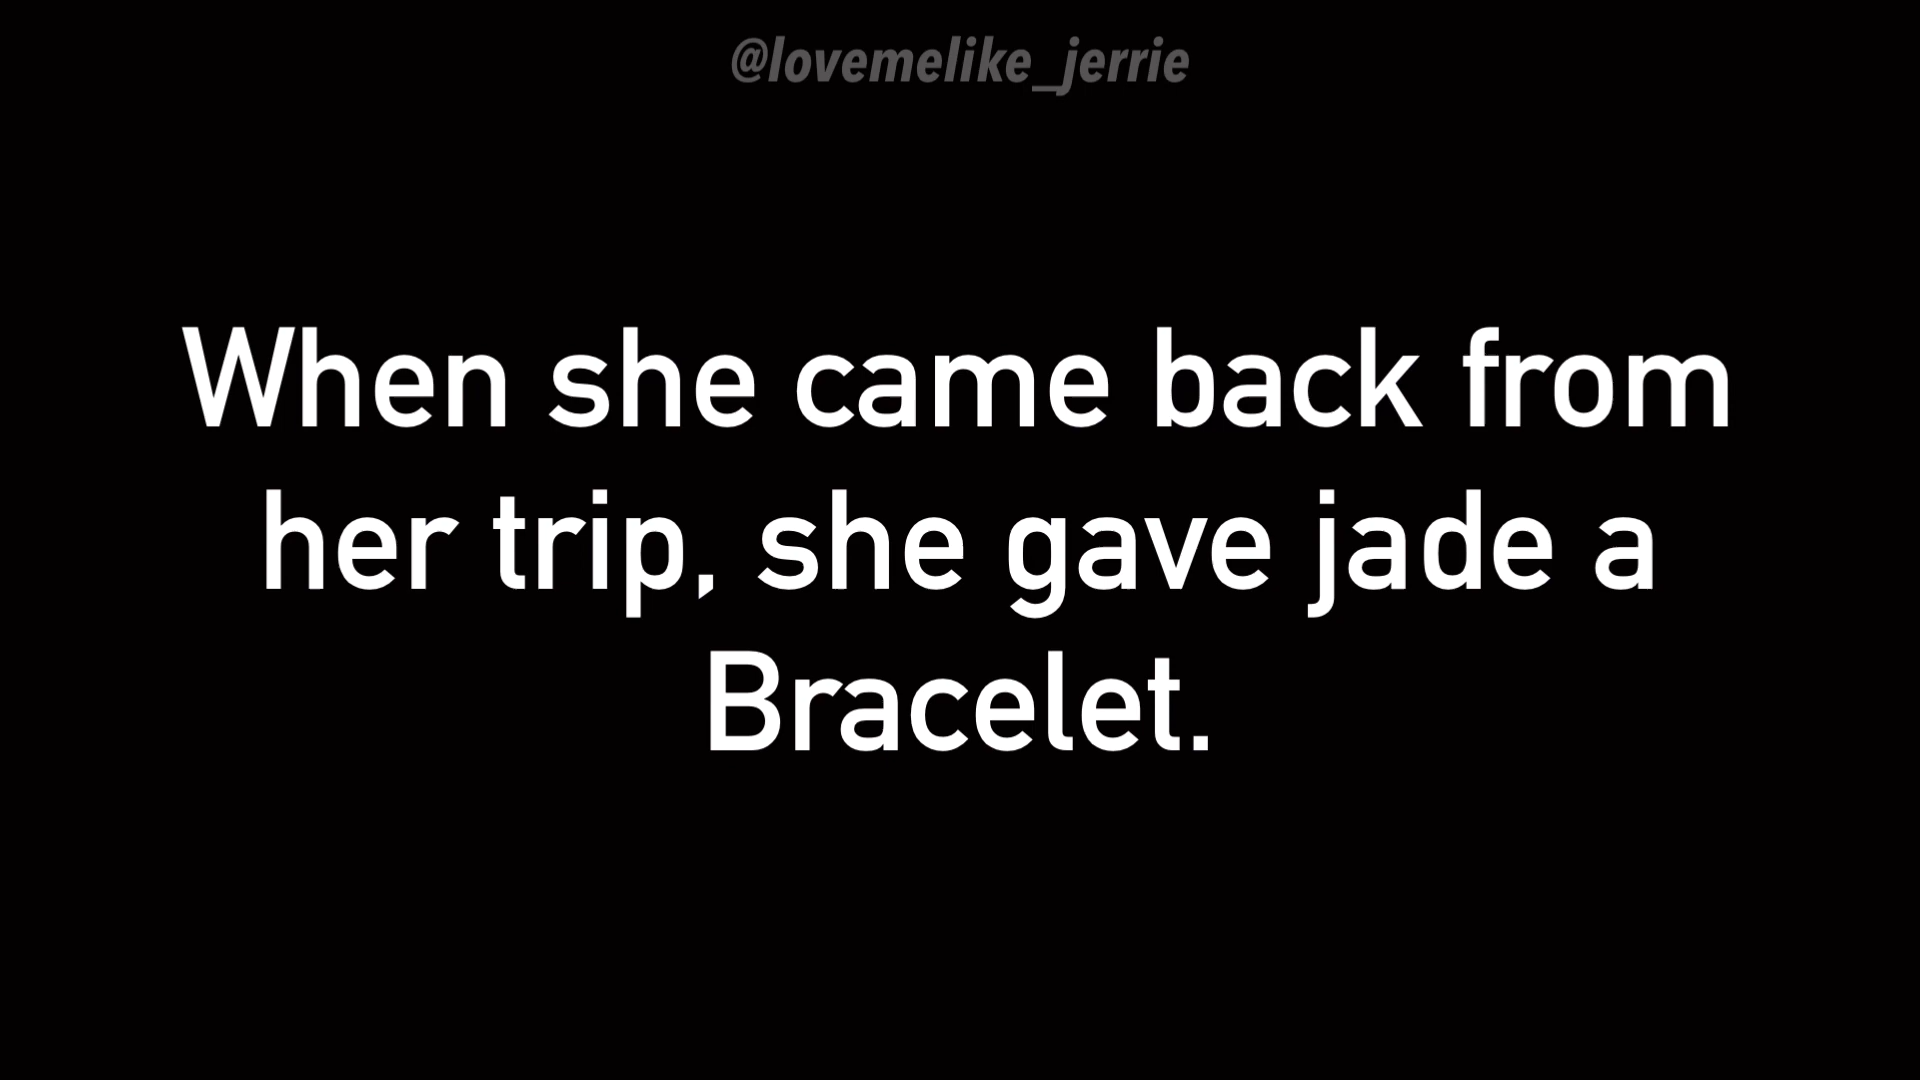 @lovemelike_jerrie
When she came back from
her trip, she gave jade a
Bracelet.